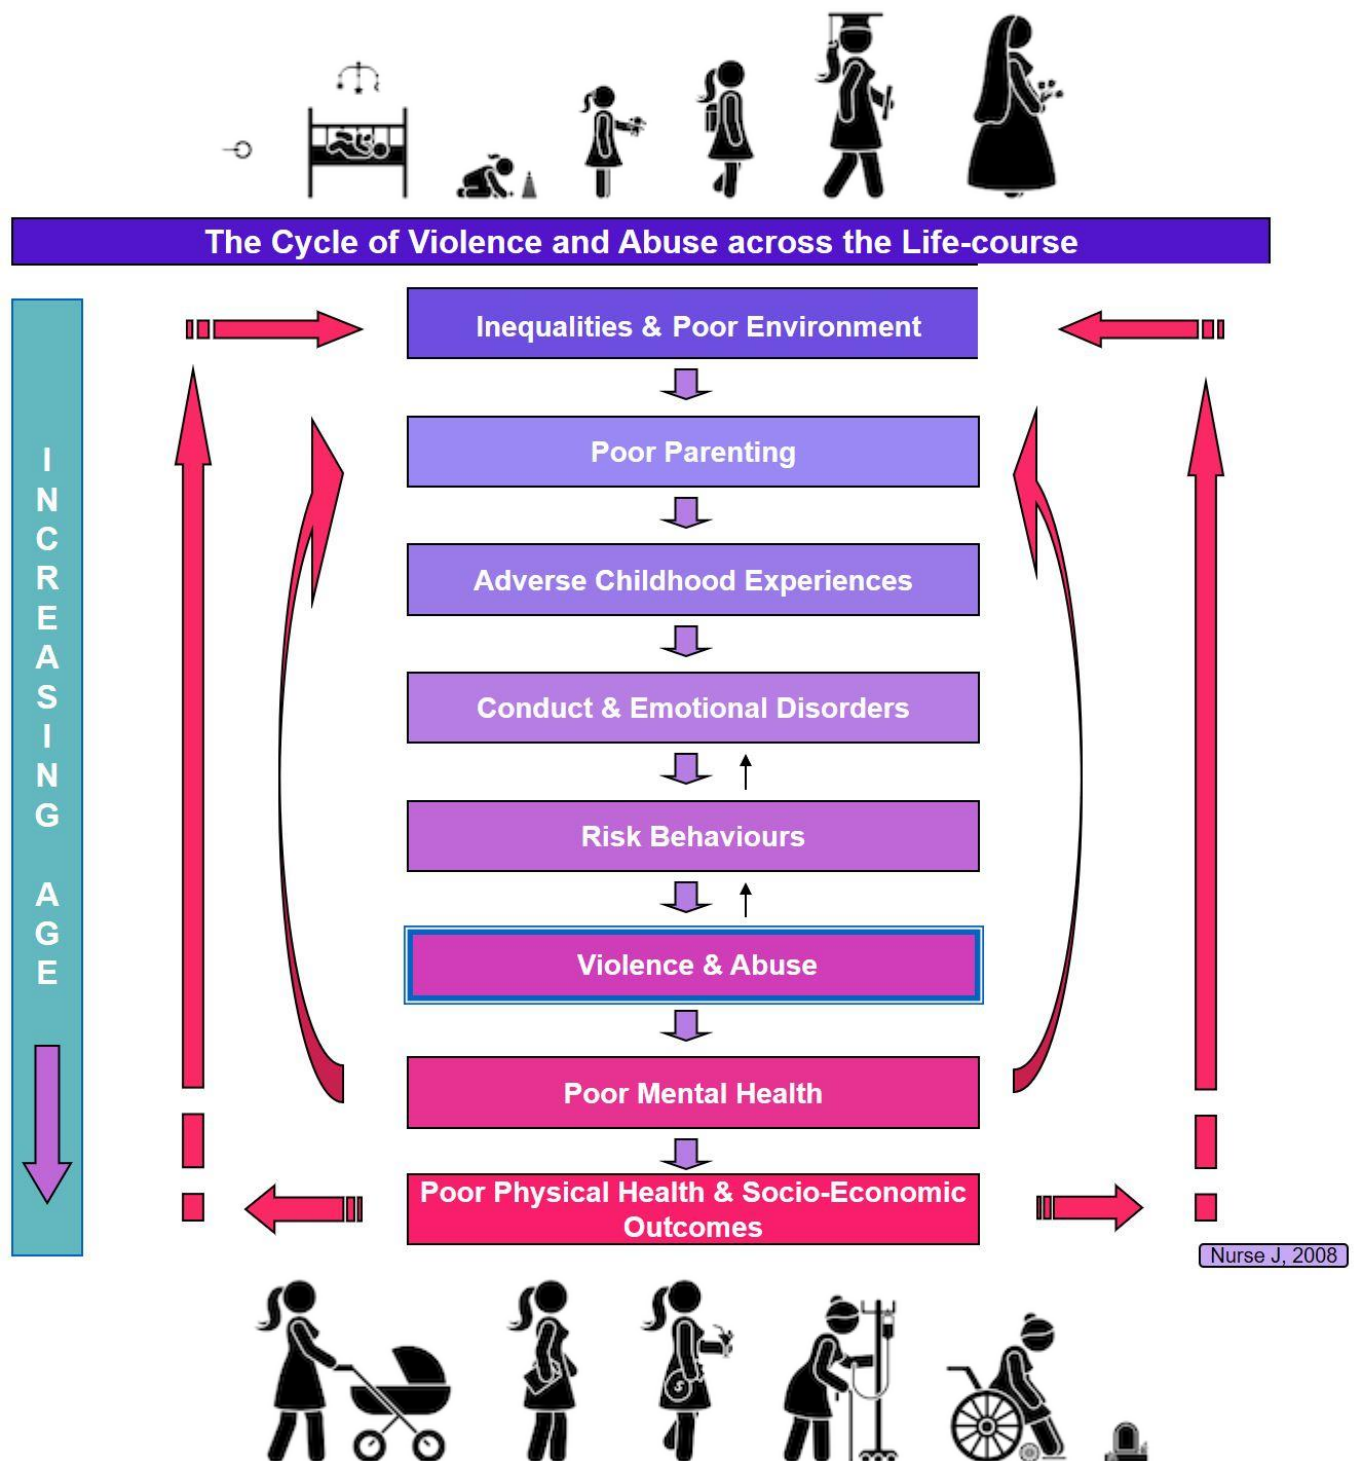 The Cycle of Violence and Abuse across the Life-course
INCREASING AGE
Inequalities & Poor Environment
Poor Parenting
Adverse Childhood Experiences
Conduct & Emotional Disorders
Risk Behaviours
Violence & Abuse
Poor Mental Health
Poor Physical Health & Socio-Economic
Outcomes
Nurse J, 2008
$